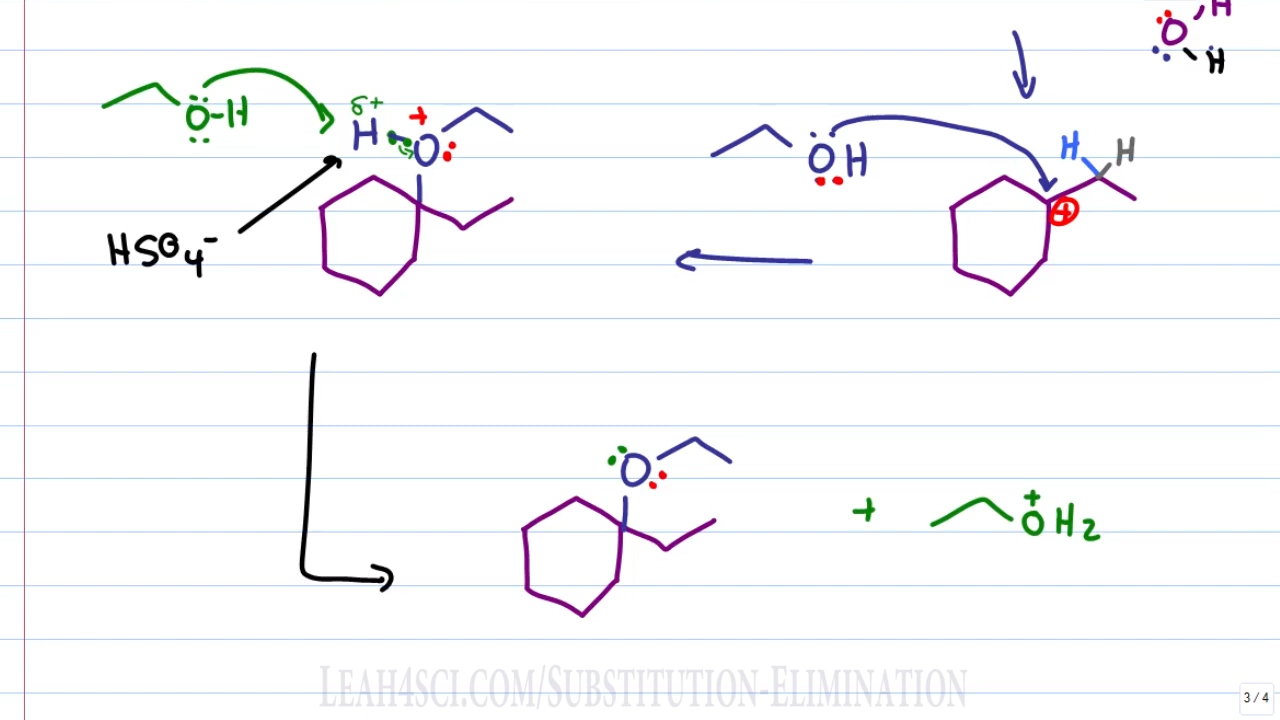 H
O
H
O-H
δ+
H
+
O
OH
H
H
+
HSO4-
O
+
+
OH2
LEAH4SCI.COM/SUBSTITUTION-ELIMINATION
3 / 4